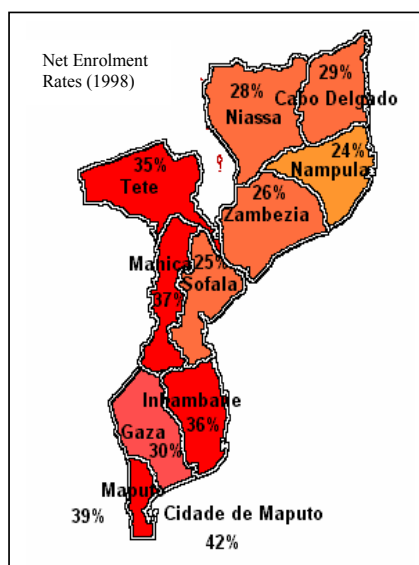 Net Enrolment
Rates (1998)
29%
28%
Cabo Delgado
Niassa
24%
35%
Nampula
Tete
26%
Zambezia
Manica
25%
Sofala
37%
Inhambane
36%
Gaza
30%
Maputo
39%
Cidade de Maputo
42%